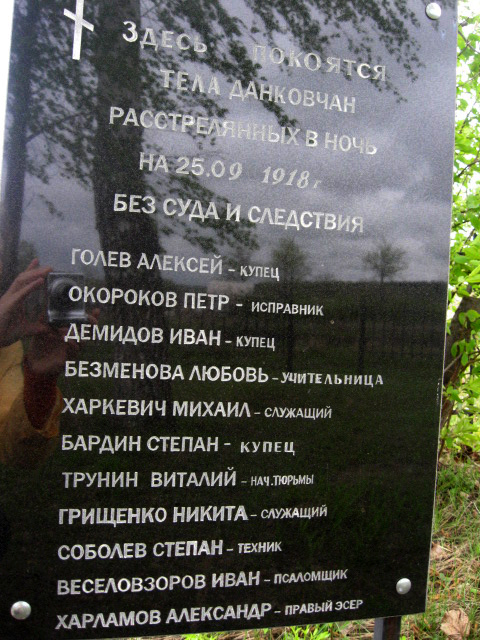 ЗДЕСЬ ПОКОЯТСЯ
ТЕЛА ДАНКОВЧАН
РАССТРЕЛЯННЫХ В НОЧЬ
НА 25.09 1918 г
БЕЗ СУДА И СЛЕДСТВИЯ
ГОЛЕВ АЛЕКСЕЙ - КУПЕЦ
ОКОРОКОВ ПЕТР - ИСПРАВНИК
ДЕМИДОВ ИВАН - КУПЕЦ
БЕЗМЕНОВА ЛЮБОВЬ - УЧИТЕЛЬНИЦА
ХАРКЕВИЧ МИХАИЛ - СЛУЖАЩИЙ
БАРДИН СТЕПАН - КУПЕЦ
ТРУНИН ВИТАЛИЙ - НАЧ.ТЮРЬМЫ
ГРИЩЕНКО НИКИТА - СЛУЖАЩИЙ
СОБОЛЕВ СТЕПАН - ТЕХНИК
ВЕСЕЛОВЗОРОВ ИВАН - ПСАЛОМЩИК
ХАРЛАМОВ АЛЕКСАНДР - ПРАВЫЙ ЭСЕР